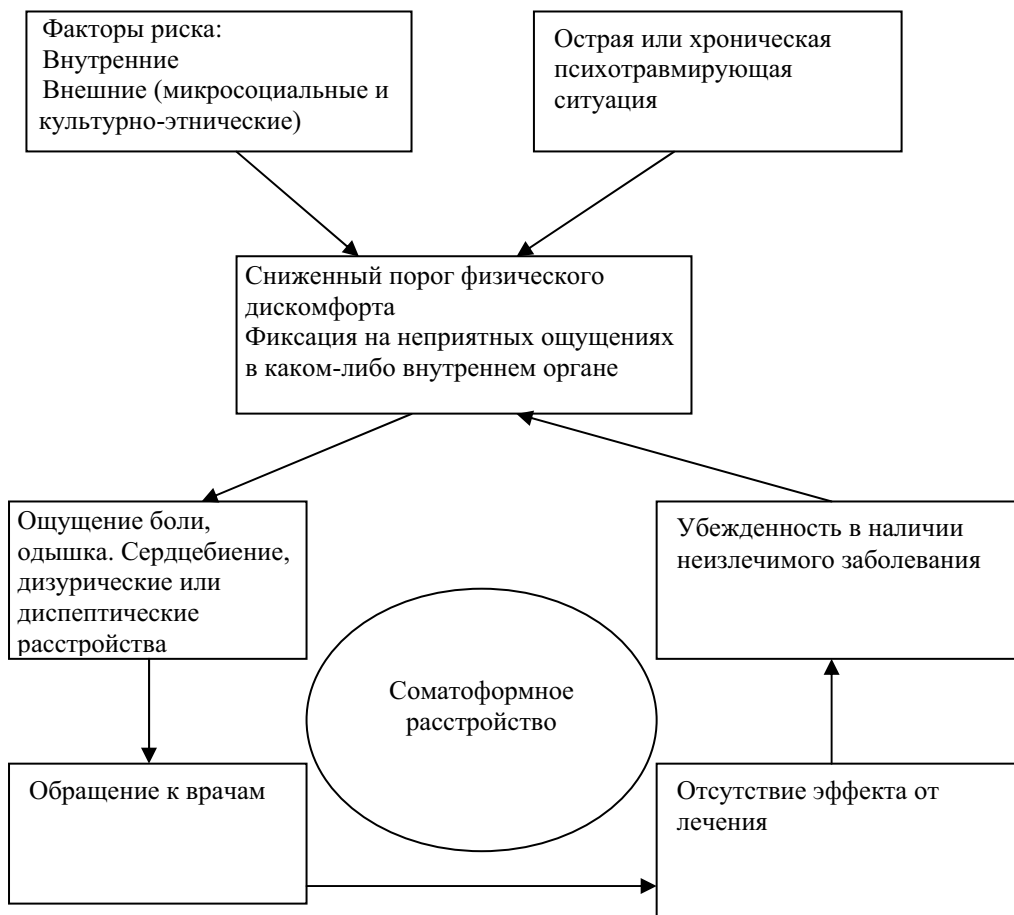 Факторы риска:
Внутренние
Внешние (микросоциальные и
культурно-этнические)
Острая или хроническая
психотравмирующая
ситуация
Сниженный порог физического
дискомфорта
Фиксация на неприятных ощущениях
в каком-либо внутреннем органе
Ощущение боли,
одышка. Сердцебиение,
дизурические или
диспептические
расстройства
Убежденность в наличии
неизлечимого заболевания
Соматоформное
расстройство
Обращение к врачам
Отсутствие эффекта от
лечения